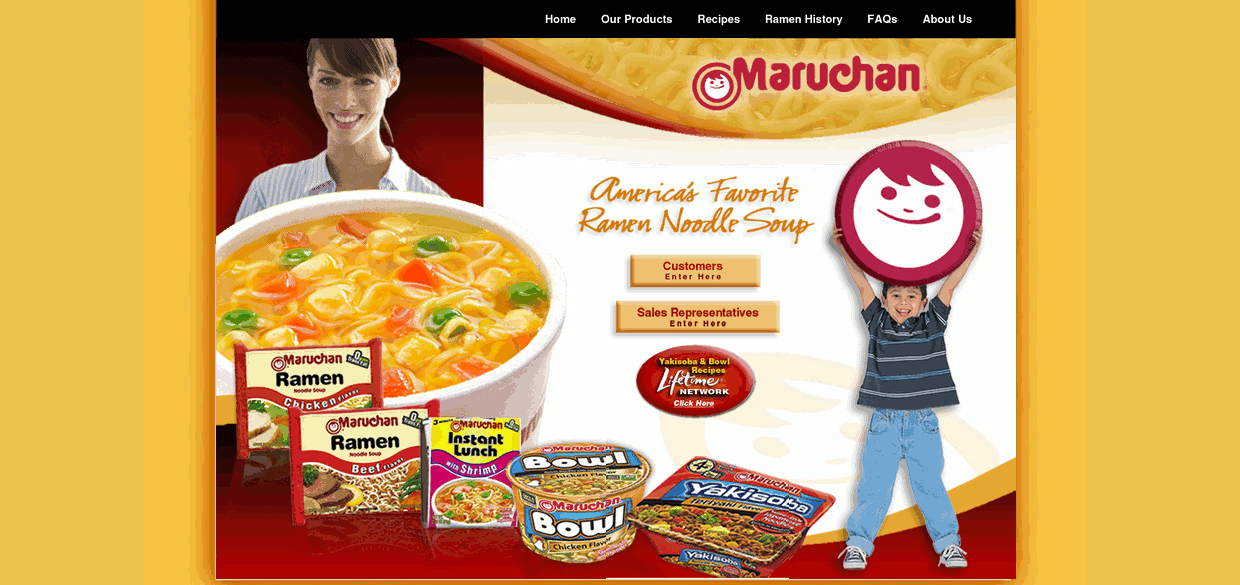 Home Our Products Recipes Ramen History FAQs About Us
Maruchan
America's Favorite
Ramen Noodle Soup
Customers
Enter Here
Sales Representatives
Enter Here
Yakisoba & Bowl
Recipes
Lifetime
NETWORK
Click Here
Maruchan
Ramen
Noodle Soup
Chicken Flavor
Maruchan
Ramen
Noodle Soup
Beef Flavor
Maruchan
Instant
Lunch
with Shrimp
Maruchan
Bowl
Chicken Flavor
Maruchan
Bowl
Chicken Flavor
Maruchan
Yakisoba
Teriyaki Flavor
Yakisoba